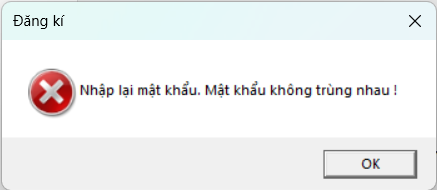 Đăng kí
Nhập lại mật khẩu. Mật khẩu không trùng nhau !
OK